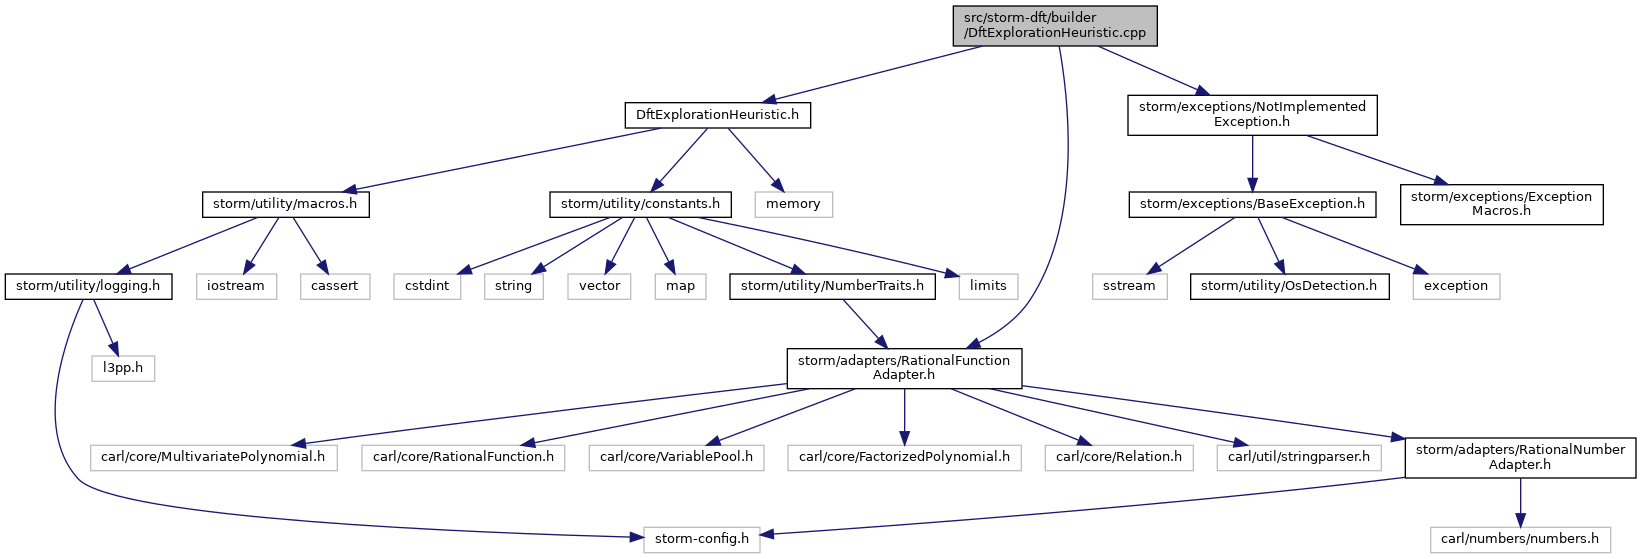 src/storm-dft/builder
/DftExplorationHeuristic.cpp
DftExplorationHeuristic.h
storm/exceptions/NotImplemented
Exception.h
storm/utility/macros.h
storm/utility/constants.h
memory
storm/exceptions/BaseException.h
storm/exceptions/Exception
Macros.h
storm/utility/logging.h
iostream
cassert
cstdint
string
vector
map
storm/utility/NumberTraits.h
limits
sstream
storm/utility/OsDetection.h
exception
l3pp.h
storm/adapters/RationalFunction
Adapter.h
carl/core/MultivariatePolynomial.h
carl/core/RationalFunction.h
carl/core/VariablePool.h
carl/core/FactorizedPolynomial.h
carl/core/Relation.h
carl/util/stringparser.h
storm/adapters/RationalNumber
Adapter.h
storm-config.h
carl/numbers/numbers.h